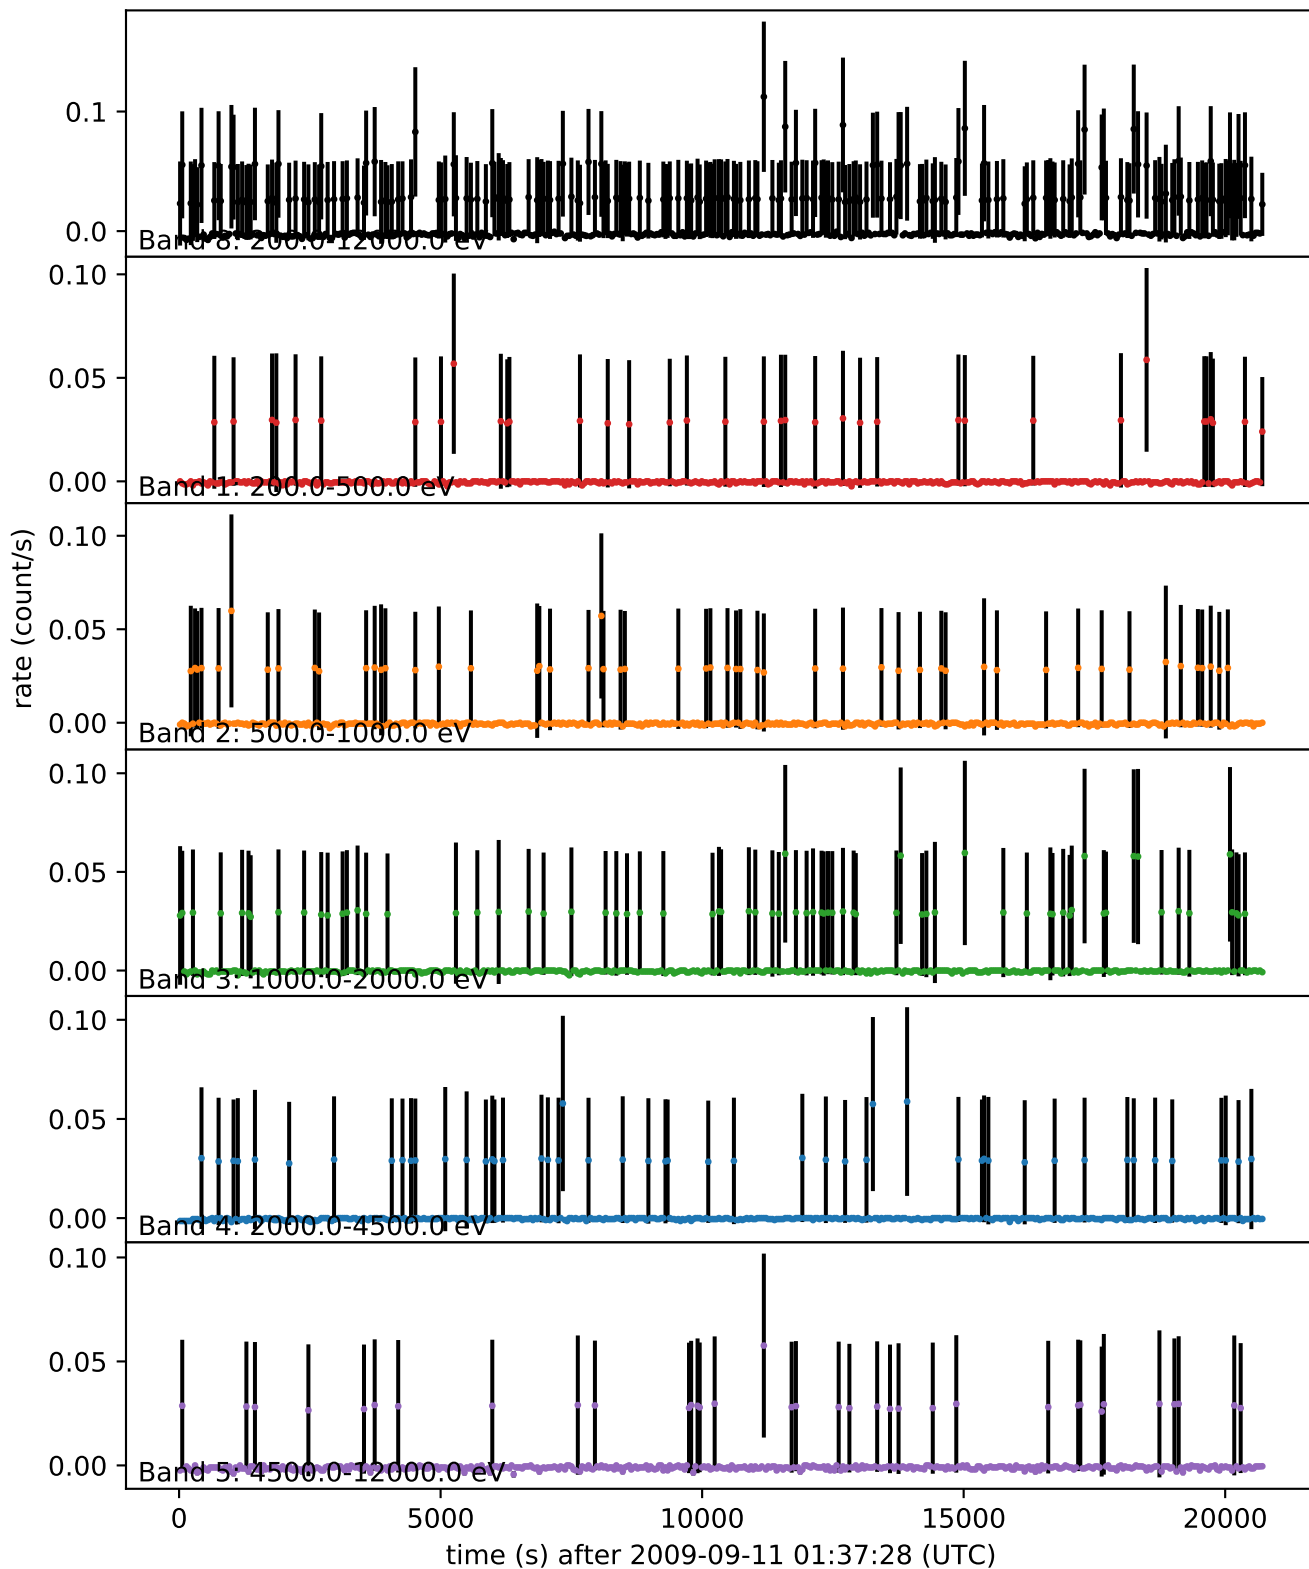 0.1
0.0
Band 8: 200.0-12000.0 eV
0.10
0.05
0.00
Band 1: 200.0-500.0 eV
0.10
0.05
0.00
Band 2: 500.0-1000.0 eV
rate (count/s)
0.10
0.05
0.00
Band 3: 1000.0-2000.0 eV
0.10
0.05
0.00
Band 4: 2000.0-4500.0 eV
0.10
0.05
0.00
Band 5: 4500.0-12000.0 eV
0 5000 10000 15000 20000
time (s) after 2009-09-11 01:37:28 (UTC)